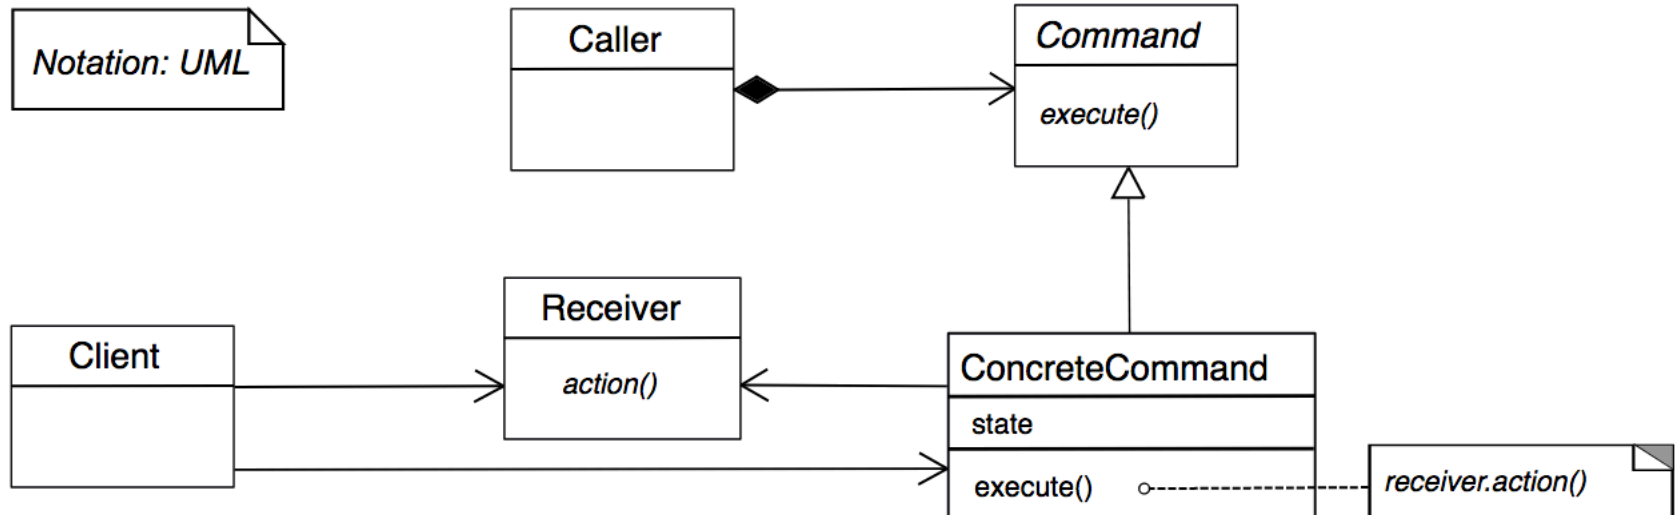 Notation: UML
Caller
Command
execute()
Receiver
action()
Client
ConcreteCommand
state
execute()
receiver.action()